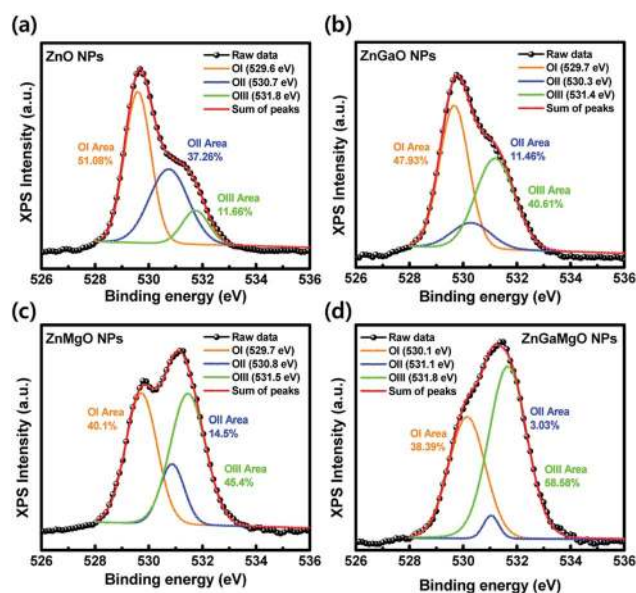 (a)
ZnO NPs
Raw data
OI (529.6 eV)
OII (530.7 eV)
OIII (531.8 eV)
Sum of peaks
OI Area
51.08%
OII Area
37.26%
OIII Area
11.66%
XPS Intensity (a.u.)
526 528 530 532 534 536
Binding energy (eV)
(b)
ZnGaO NPs
Raw data
OI (529.7 eV)
OII (530.3 eV)
OIII (531.4 eV)
Sum of peaks
OI Area
47.93%
OII Area
11.46%
OIII Area
40.61%
XPS Intensity (a.u.)
526 528 530 532 534 536
Binding energy (eV)
(c)
ZnMgO NPs
Raw data
OI (529.7 eV)
OII (530.8 eV)
OIII (531.5 eV)
Sum of peaks
OI Area
40.1%
OII Area
14.5%
OIII Area
45.4%
XPS Intensity (a.u.)
526 528 530 532 534 536
Binding energy (eV)
(d)
ZnGaMgO NPs
Raw data
OI (530.1 eV)
OII (531.1 eV)
OIII (531.8 eV)
Sum of peaks
OI Area
38.39%
OII Area
3.03%
OIII Area
58.58%
XPS Intensity (a.u.)
526 528 530 532 534 536
Binding energy (eV)